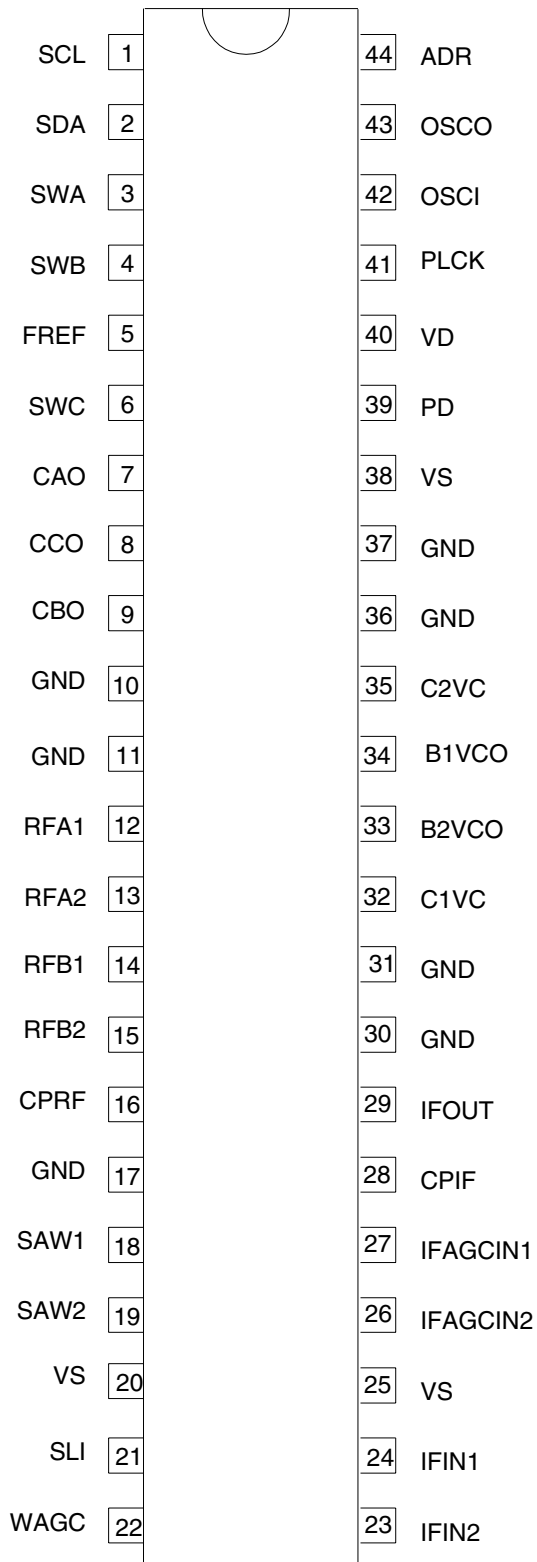 SCL 1 44 ADR
SDA 2 43 OSCO
SWA 3 42 OSCI
SWB 4 41 PLCK
FREF 5 40 VD
SWC 6 39 PD
CAO 7 38 VS
CCO 8 37 GND
CBO 9 36 GND
GND 10 35 C2VC
GND 11 34 B1VCO
RFA1 12 33 B2VCO
RFA2 13 32 C1VC
RFB1 14 31 GND
RFB2 15 30 GND
CPRF 16 29 IFOUT
GND 17 28 CPIF
SAW1 18 27 IFAGCIN1
SAW2 19 26 IFAGCIN2
VS 20 25 VS
SLI 21 24 IFIN1
WAGC 22 23 IFIN2